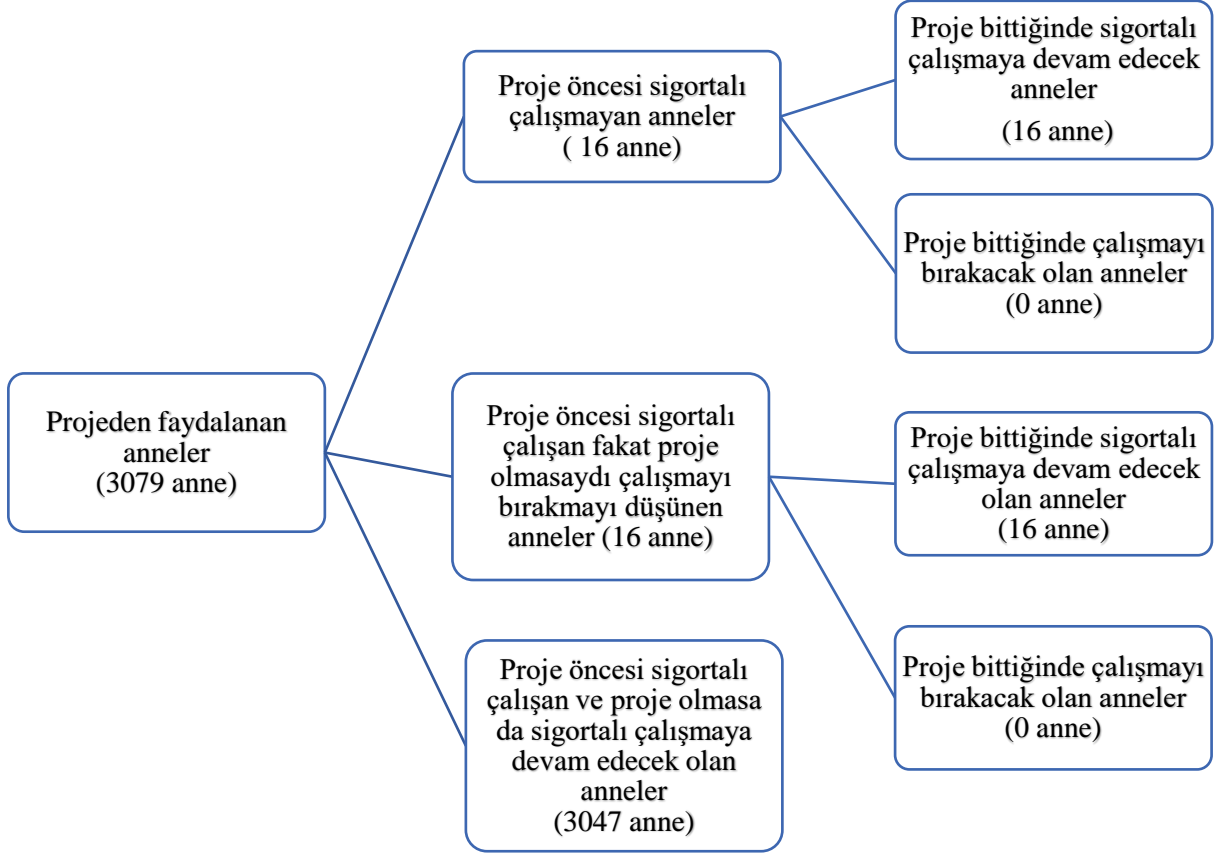 Projeden faydalanan
anneler
(3079 anne)
Proje öncesi sigortalı
çalışmayan anneler
( 16 anne)
Proje bittiğinde sigortalı
çalışmaya devam edecek
anneler
(16 anne)
Proje bittiğinde çalışmayı
bırakacak olan anneler
(0 anne)
Proje öncesi sigortalı
çalışan fakat proje
olmasaydı çalışmayı
bırakmayı düşünen
anneler (16 anne)
Proje bittiğinde sigortalı
çalışmaya devam edecek
olan anneler
(16 anne)
Proje bittiğinde çalışmayı
bırakacak olan anneler
(0 anne)
Proje öncesi sigortalı
çalışan ve proje olmasa
da sigortalı çalışmaya
devam edecek olan
anneler
(3047 anne)